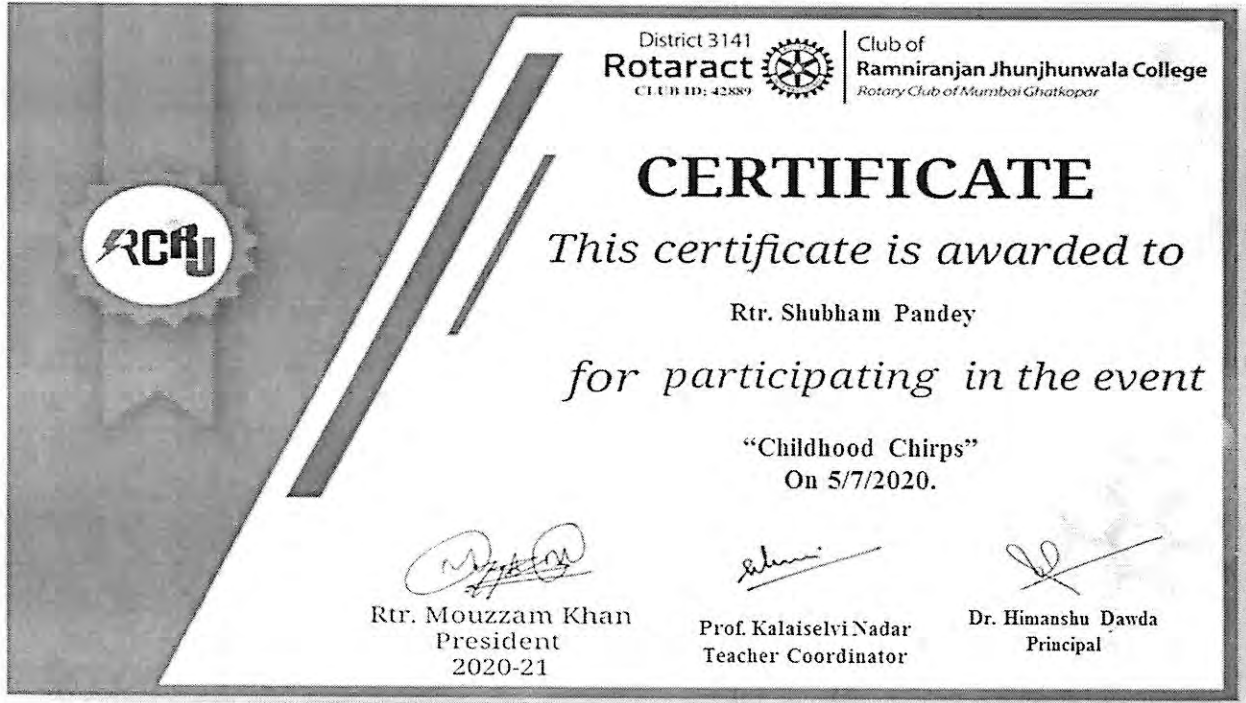 District 3141
Rotaract
CLUB ID: 42889
Club of
Ramniranjan Jhunjhunwala College
Rotary Club of Mumbai Ghatkopar
RCRJ
CERTIFICATE
This certificate is awarded to
Rtr. Shubham Pandey
for participating in the event
“Childhood Chirps”
On 5/7/2020.
Rtr. Mouzzam Khan
President
2020-21
Prof. Kalaiselvi Nadar
Teacher Coordinator
Dr. Himanshu Dawda
Principal